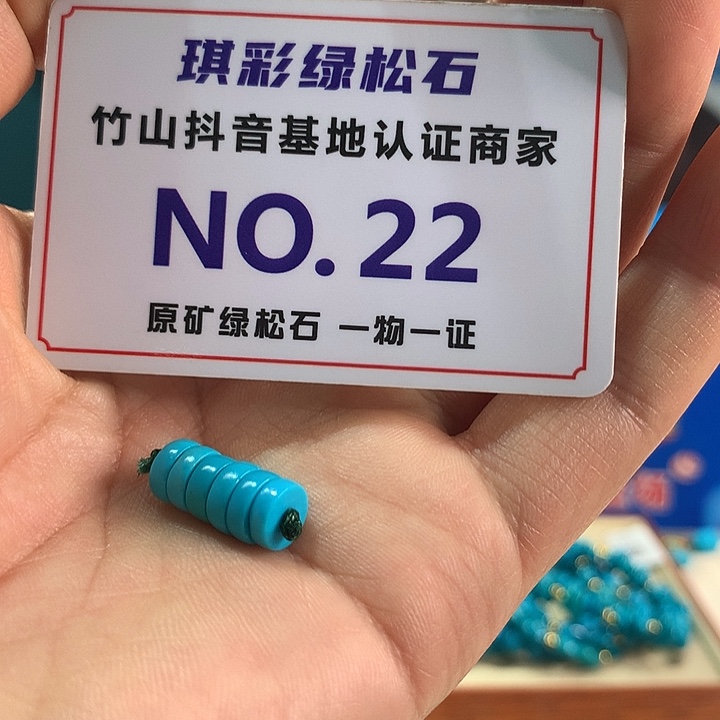 琪彩绿松石
竹山抖音基地认证商家
NO.22
原矿绿松石 一物一证